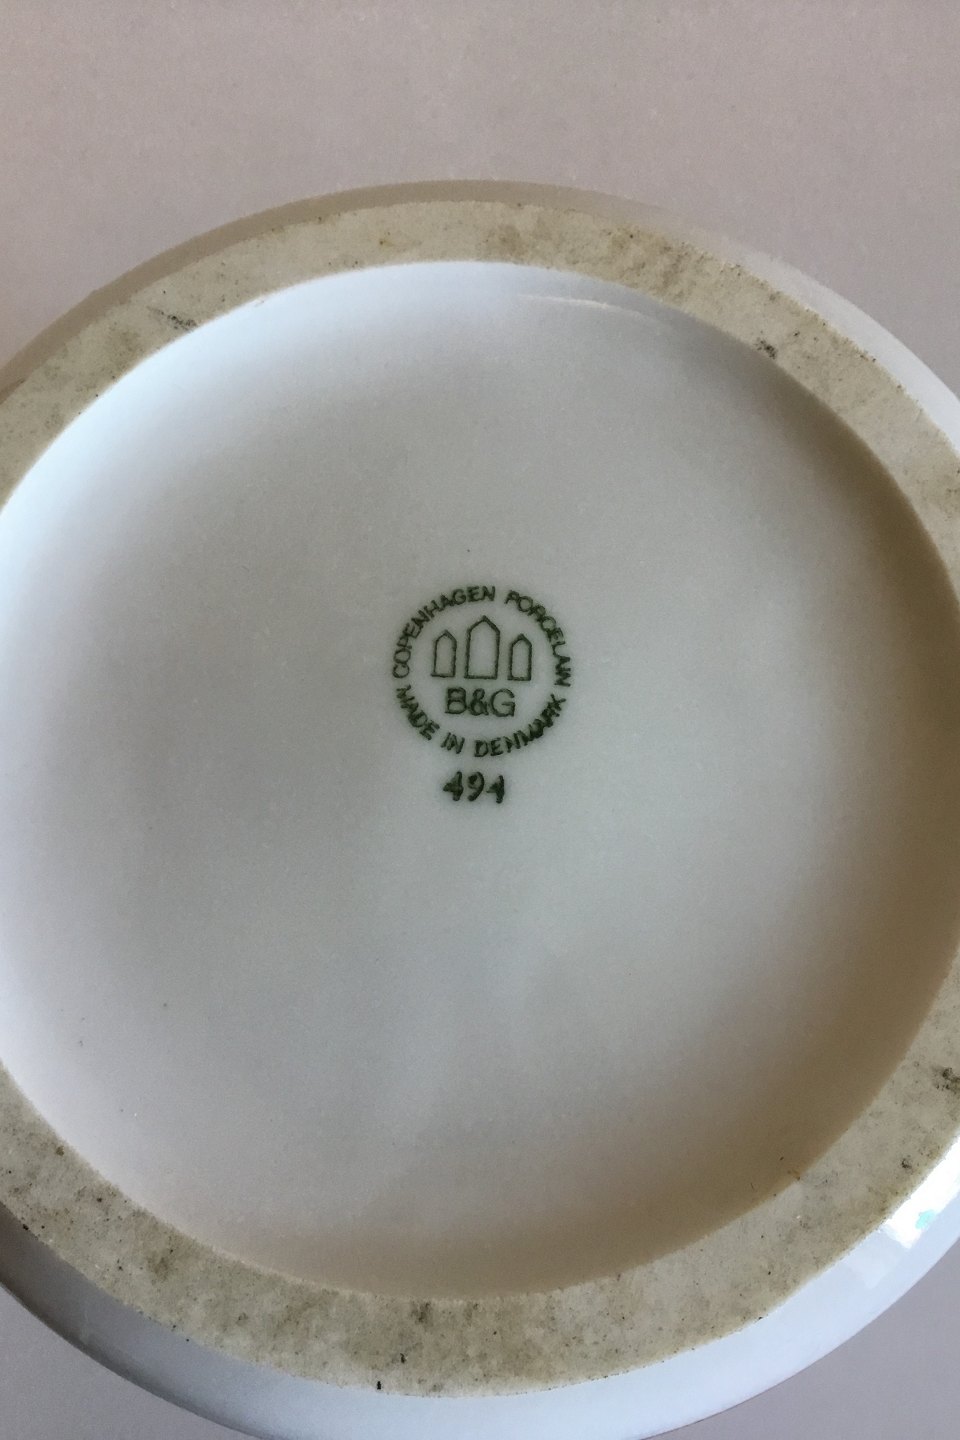 COPENHAGEN PORCELAIN
B&G
MADE IN DENMARK
494